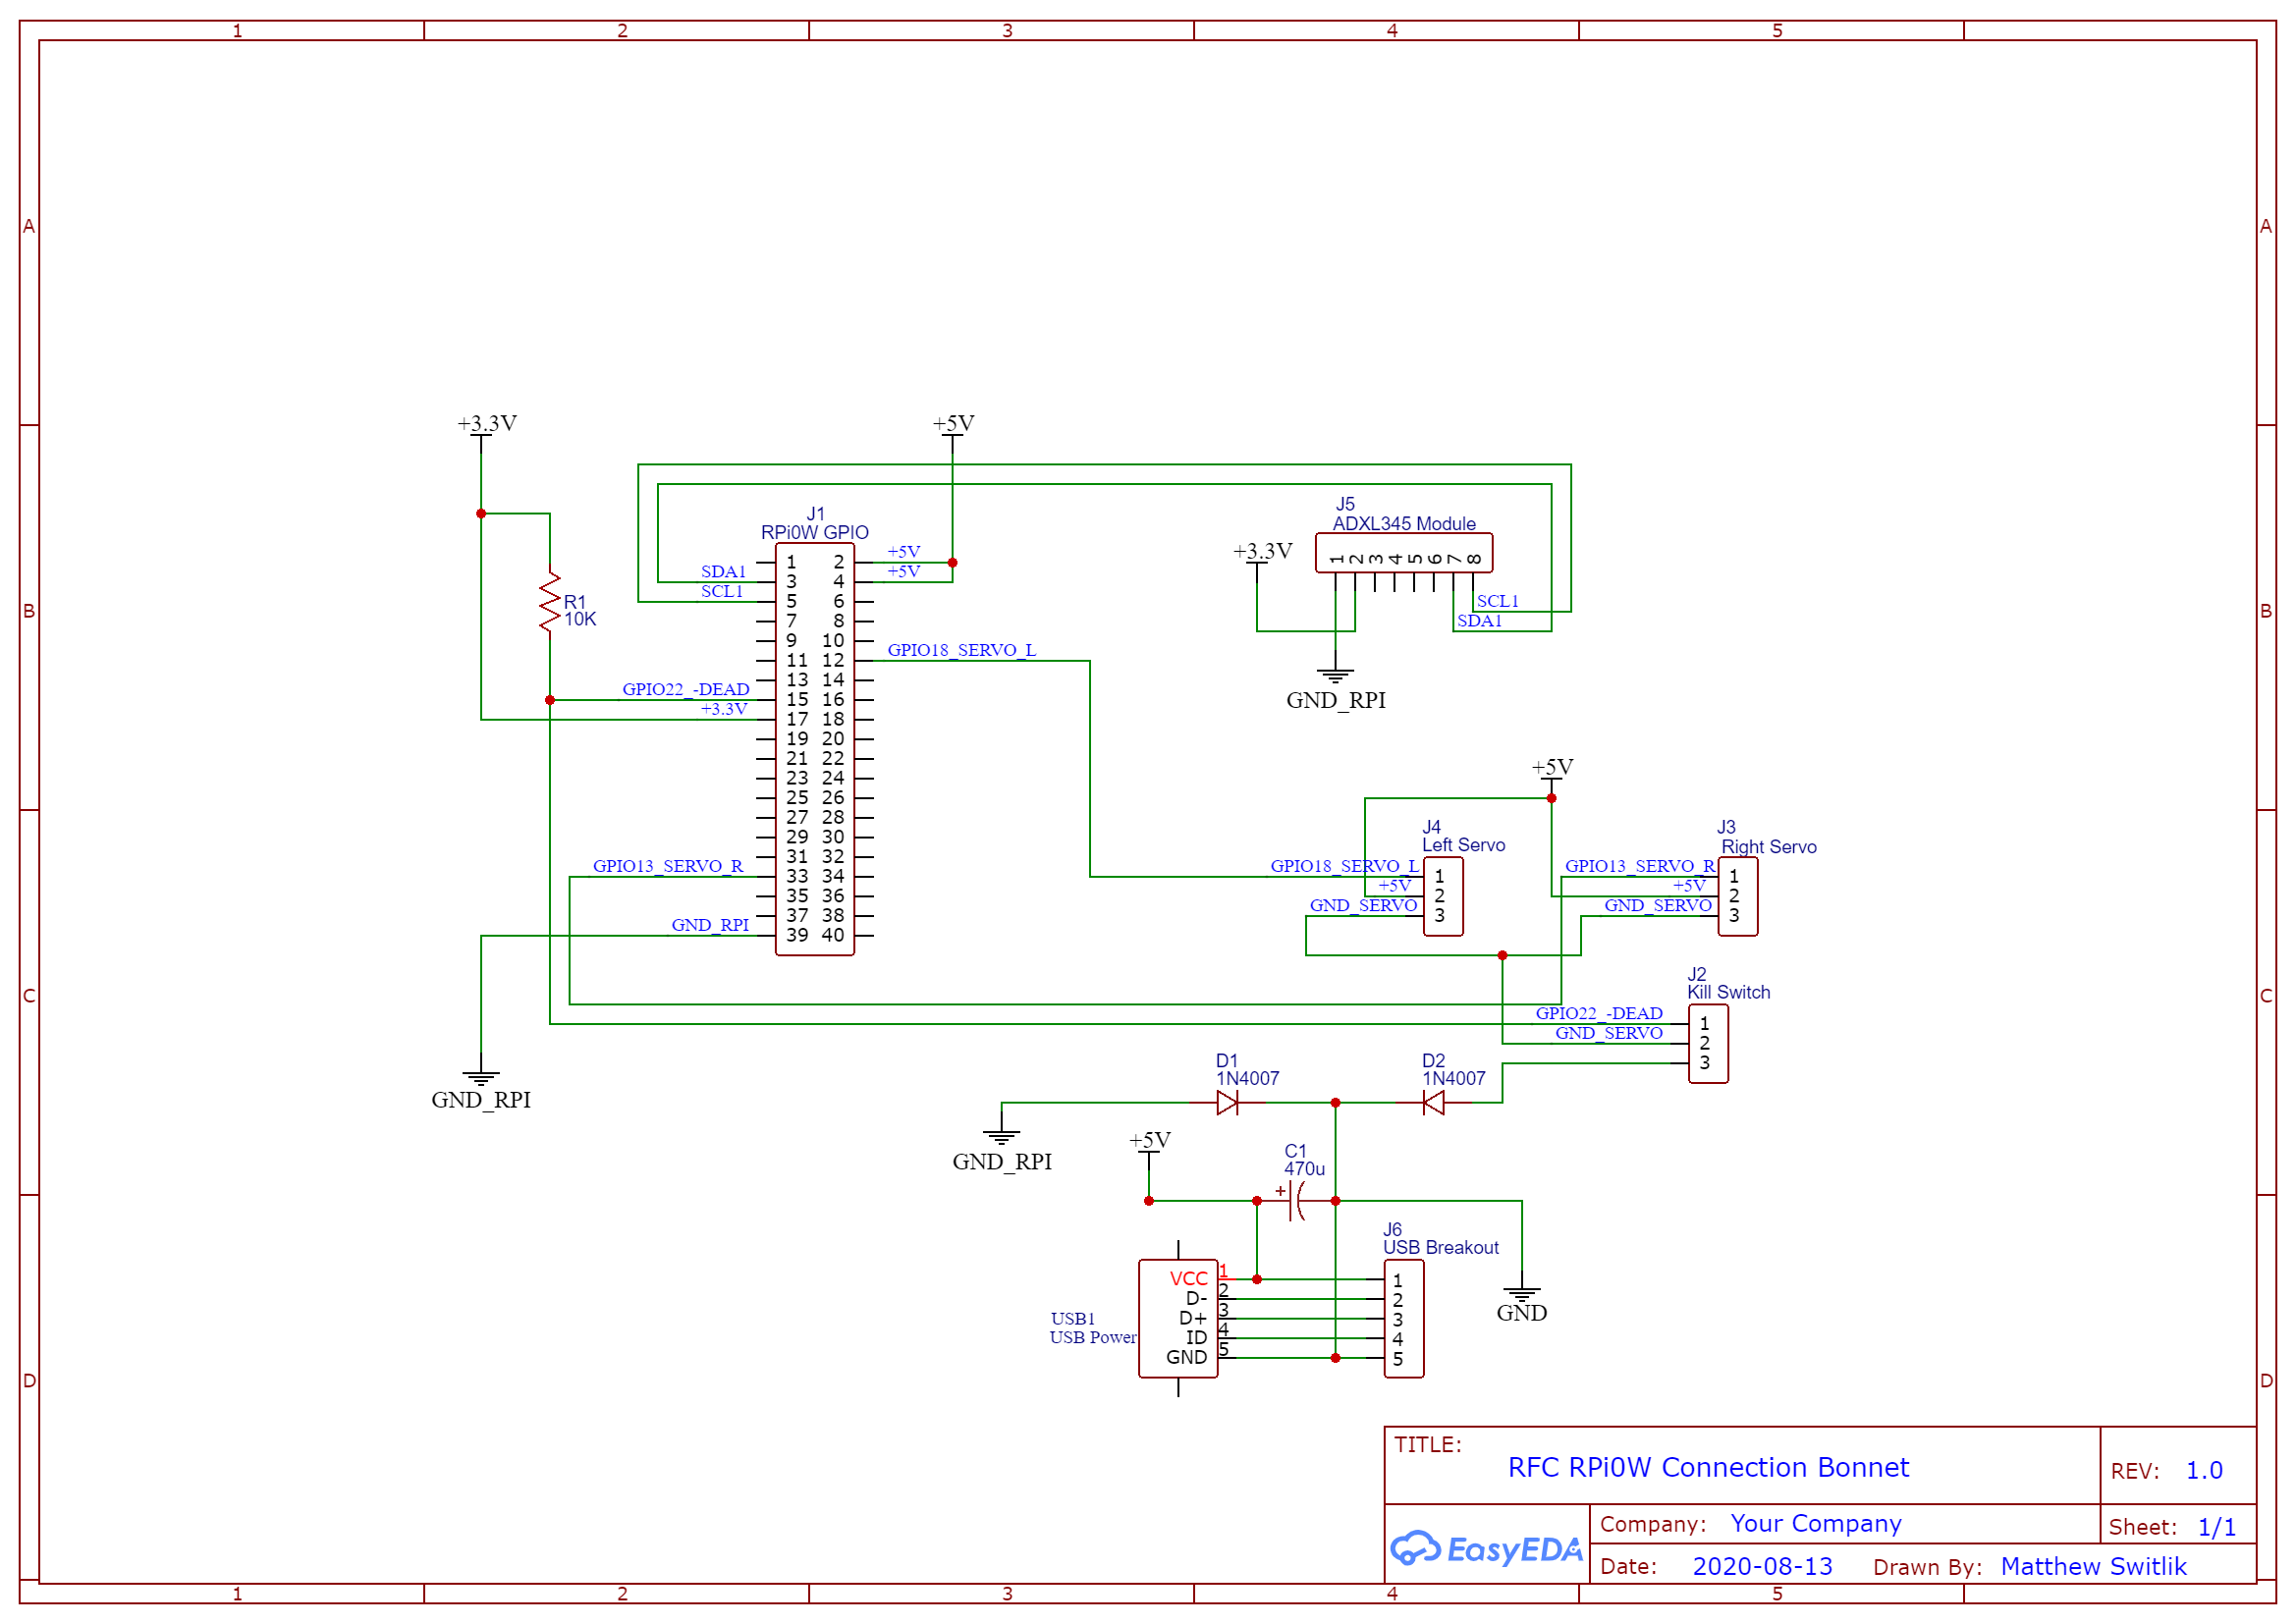 1 2 3 4 5
A A
+3.3V +5V
J1
RPi0W GPIO
J5
ADXL345 Module
+3.3V
1 2 3 4 5 6 7 8
SCL1
SDA1
GND_RPI
R1
10K
B B
1 2 +5V
SDA1 3 4 +5V
SCL1 5 6
7 8
9 10
11 12 GPIO18_SERVO_L
13 14
GPIO22_-DEAD 15 16
+3.3V 17 18
19 20
21 22
23 24
25 26
27 28
29 30
31 32
GPIO13_SERVO_R 33 34
35 36
37 38
GND_RPI 39 40
+5V
J4
Left Servo
GPIO18_SERVO_L 1
+5V 2
GND_SERVO 3
J3
Right Servo
GPIO13_SERVO_R 1
+5V 2
GND_SERVO 3
C C
J2
Kill Switch
GPIO22_-DEAD 1
GND_SERVO 2
3
GND_RPI
D1
1N4007
D2
1N4007
GND_RPI
+5V
C1
470u
+
J6
USB Breakout
USB1
USB Power
VCC 1 1
D- 2 2
D+ 3 3
ID 4 4
GND 5 5
GND
D D
TITLE:
RFC RPi0W Connection Bonnet
REV: 1.0
EasyEDA
Company: Your Company
Sheet: 1/1
Date: 2020-08-13 Drawn By: Matthew Switlik
1 2 3 4 5